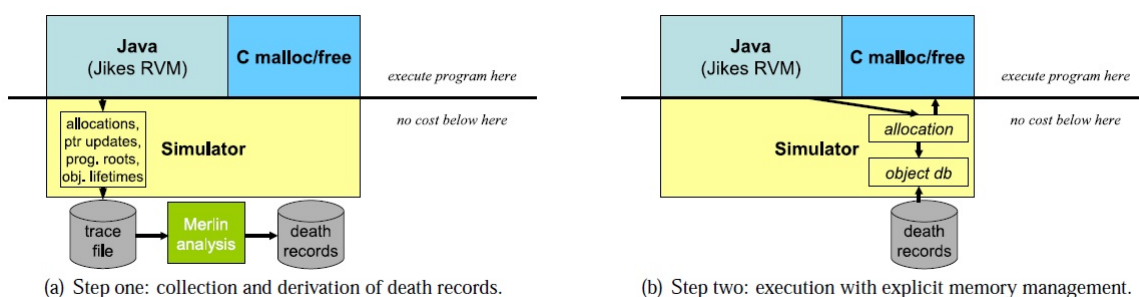 Java
(Jikes RVM)
C malloc/free
execute program here
no cost below here
allocations,
ptr updates,
prog. roots,
obj. lifetimes
Simulator
trace
file
Merlin
analysis
death
records
(a) Step one: collection and derivation of death records.
Java
(Jikes RVM)
C malloc/free
execute program here
no cost below here
allocation
Simulator
object db
death
records
(b) Step two: execution with explicit memory management.